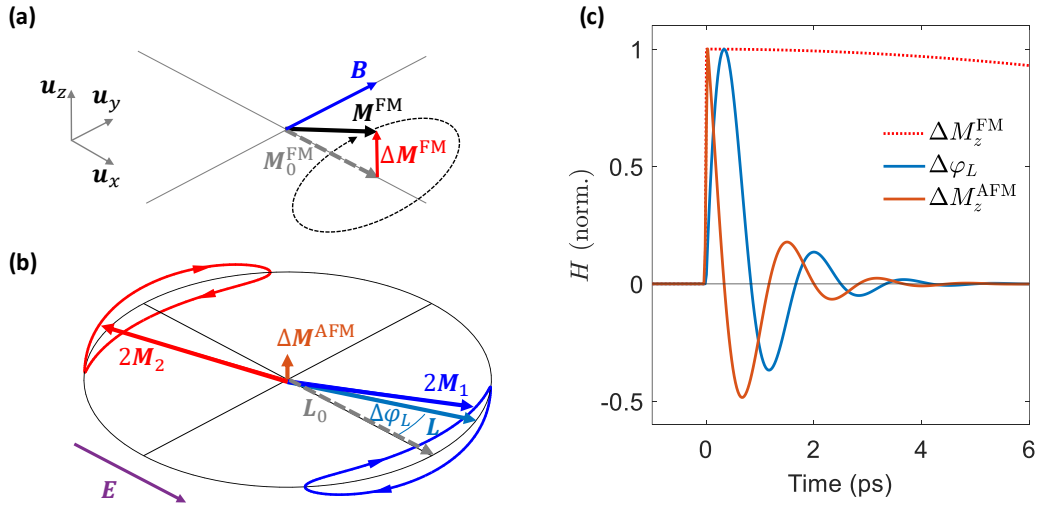 (a)
B
u_z
u_y
M^FM
M_0^FM
ΔM^FM
u_x
(b)
ΔM^AFM
2M_2
2M_1
L_0
Δφ_L
L
E
(c)
1
ΔM_z^FM
Δφ_L
0.5
ΔM_z^AFM
H (norm.)
0
-0.5
0 2 4 6
Time (ps)